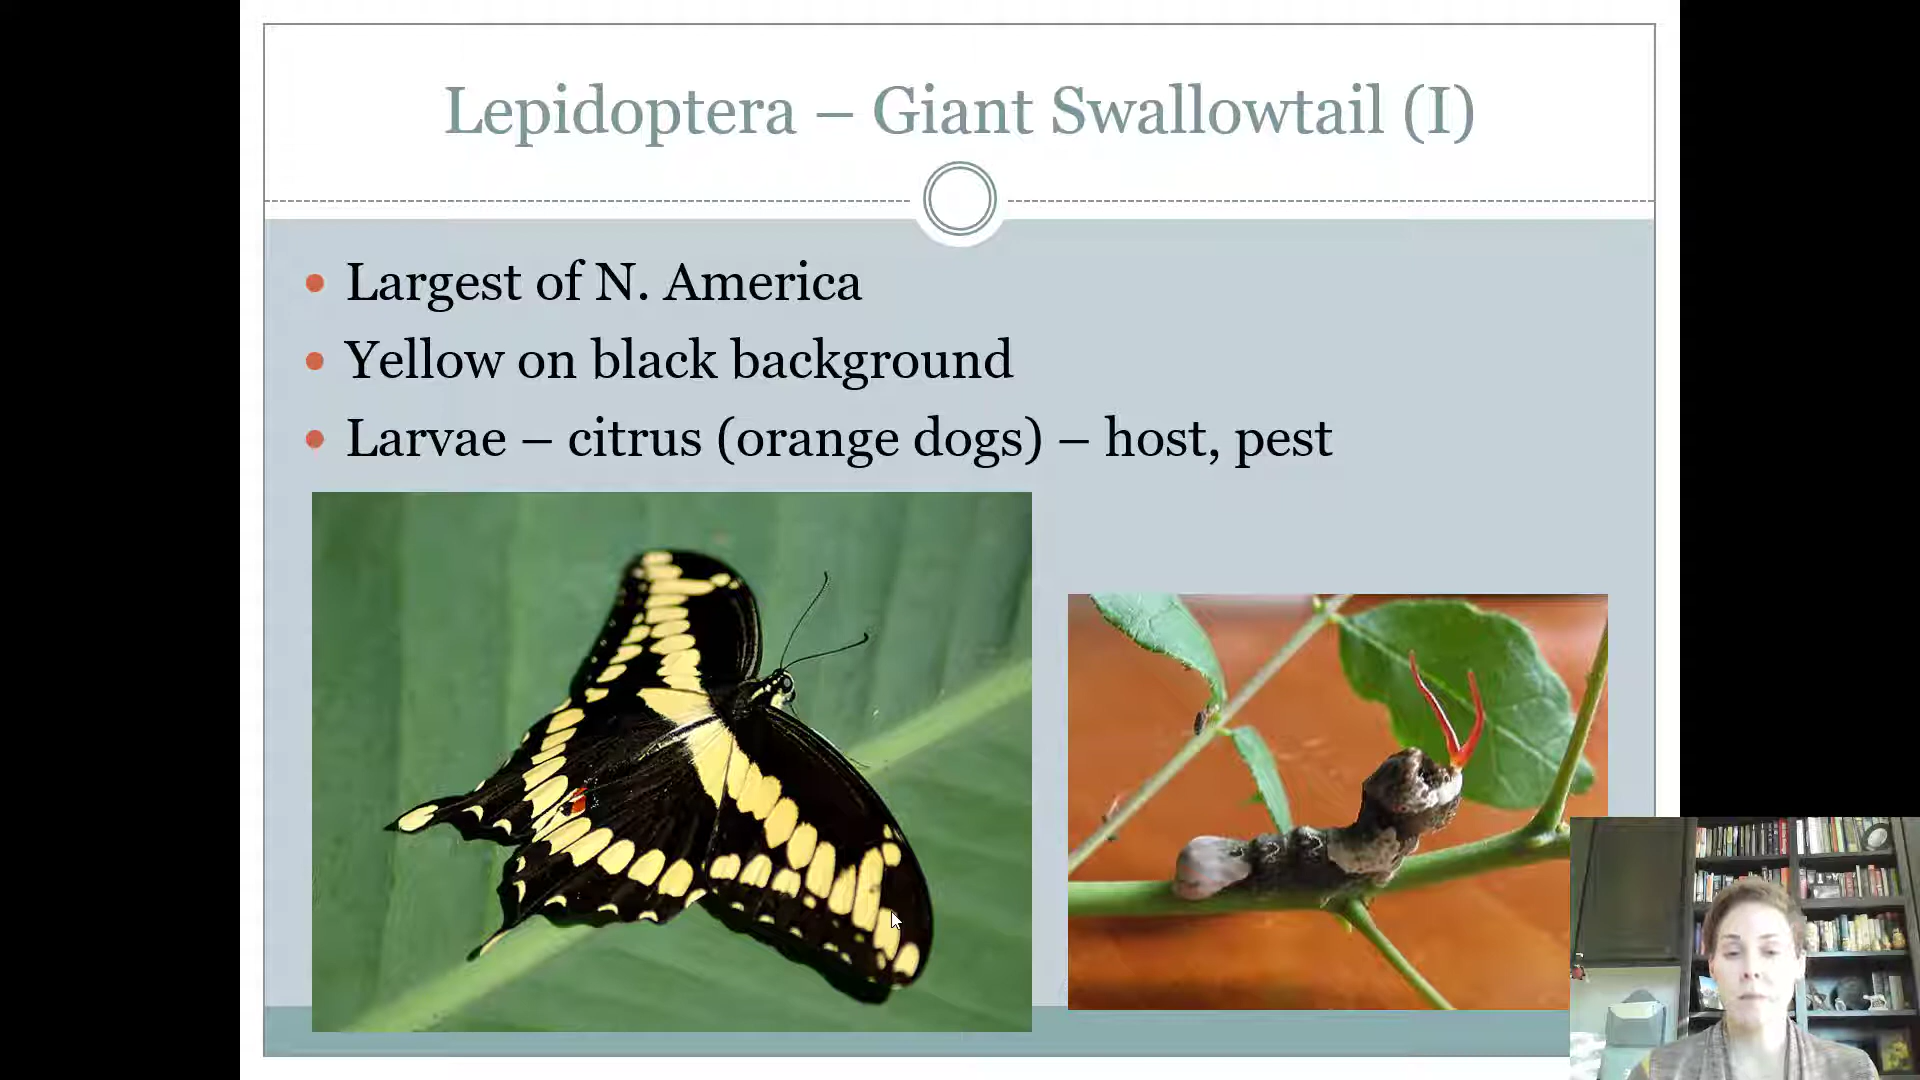 Lepidoptera – Giant Swallowtail (I)
Largest of N. America
Yellow on black background
Larvae – citrus (orange dogs) – host, pest